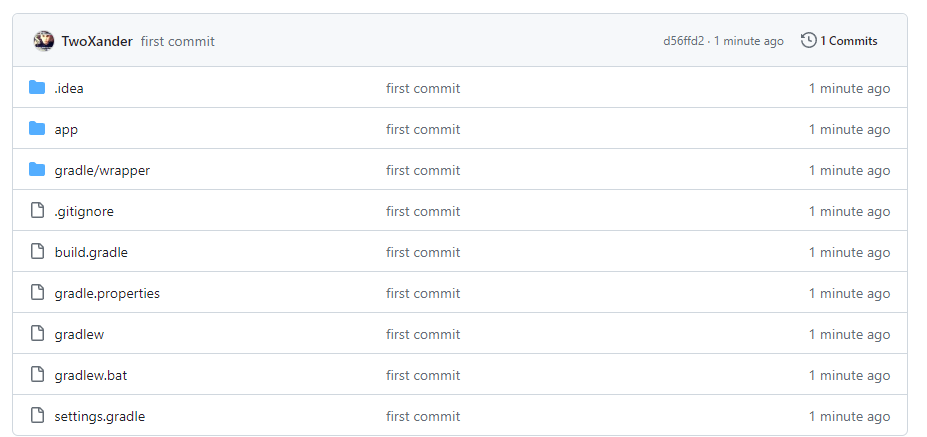 TwoXander first commit d56ffd2 · 1 minute ago 1 Commits
.idea first commit 1 minute ago
app first commit 1 minute ago
gradle/wrapper first commit 1 minute ago
.gitignore first commit 1 minute ago
build.gradle first commit 1 minute ago
gradle.properties first commit 1 minute ago
gradlew first commit 1 minute ago
gradlew.bat first commit 1 minute ago
settings.gradle first commit 1 minute ago